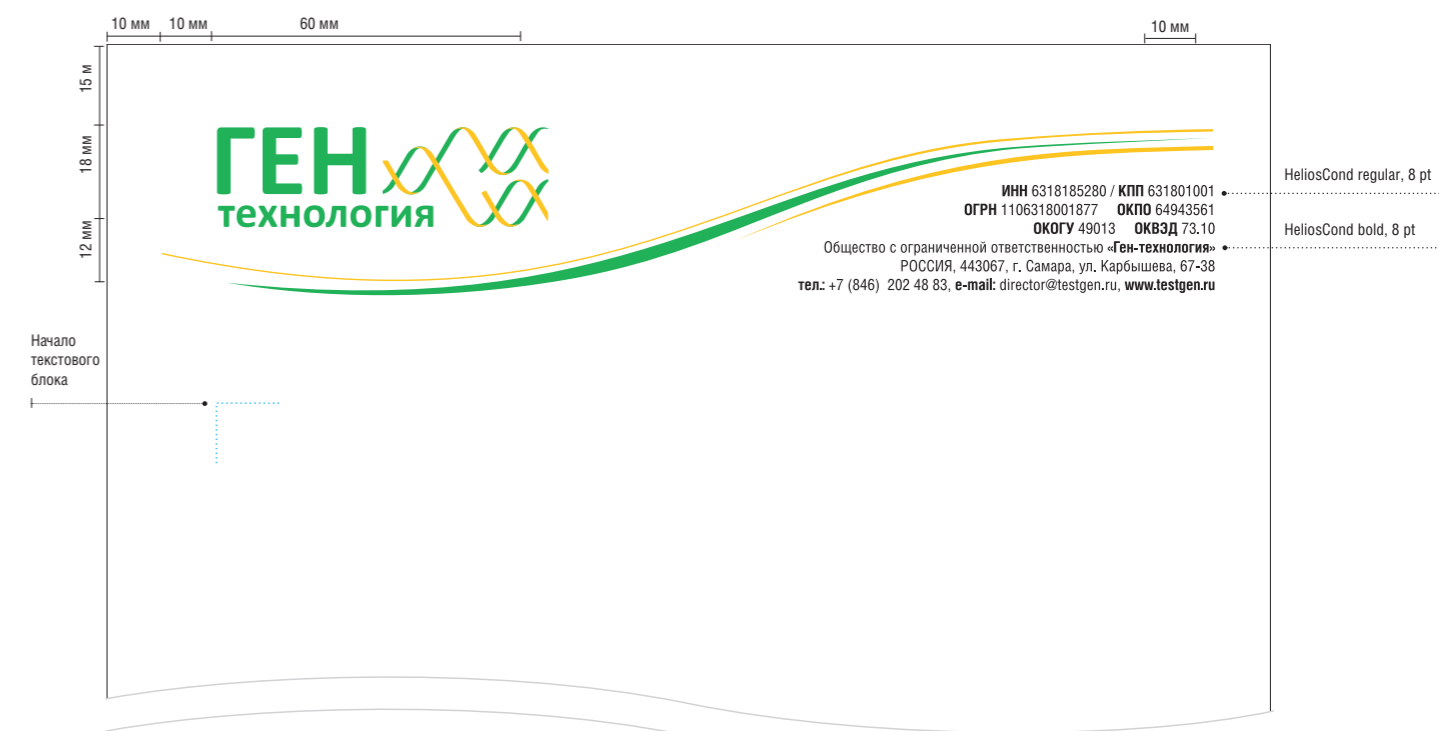 10 мм 10 мм 60 мм 10 мм
15 м
18 мм
12 мм
ГЕН
технология
ИНН 6318185280 / КПП 631801001
ОГРН 1106318001877 ОКПО 64943561
ОКОГУ 49013 ОКВЭД 73.10
Общество с ограниченной ответственностью «Ген-технология»
РОССИЯ, 443067, г. Самара, ул. Карбышева, 67-38
тел.: +7 (846) 202 48 83, e-mail: director@testgen.ru, www.testgen.ru
HeliosCond regular, 8 pt
HeliosCond bold, 8 pt
Начало
текстового
блока